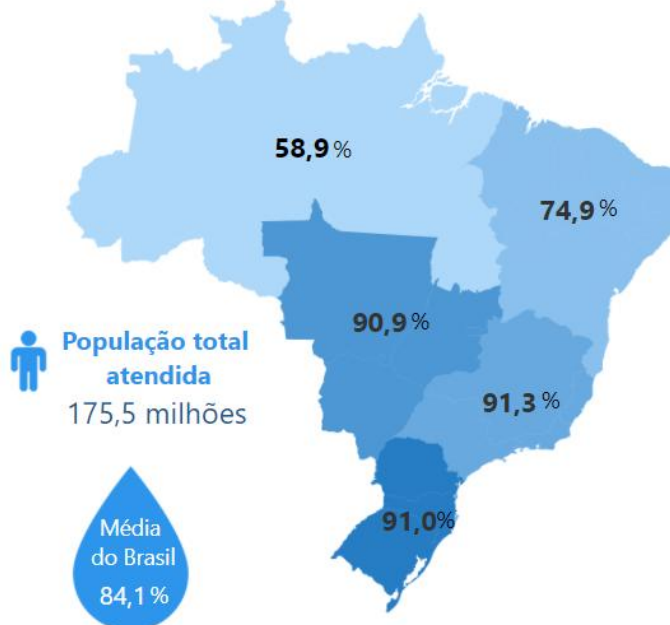 58,9 %
74,9 %
90,9 %
População total
atendida
175,5 milhões
91,3 %
91,0%
Média
do Brasil
84,1 %